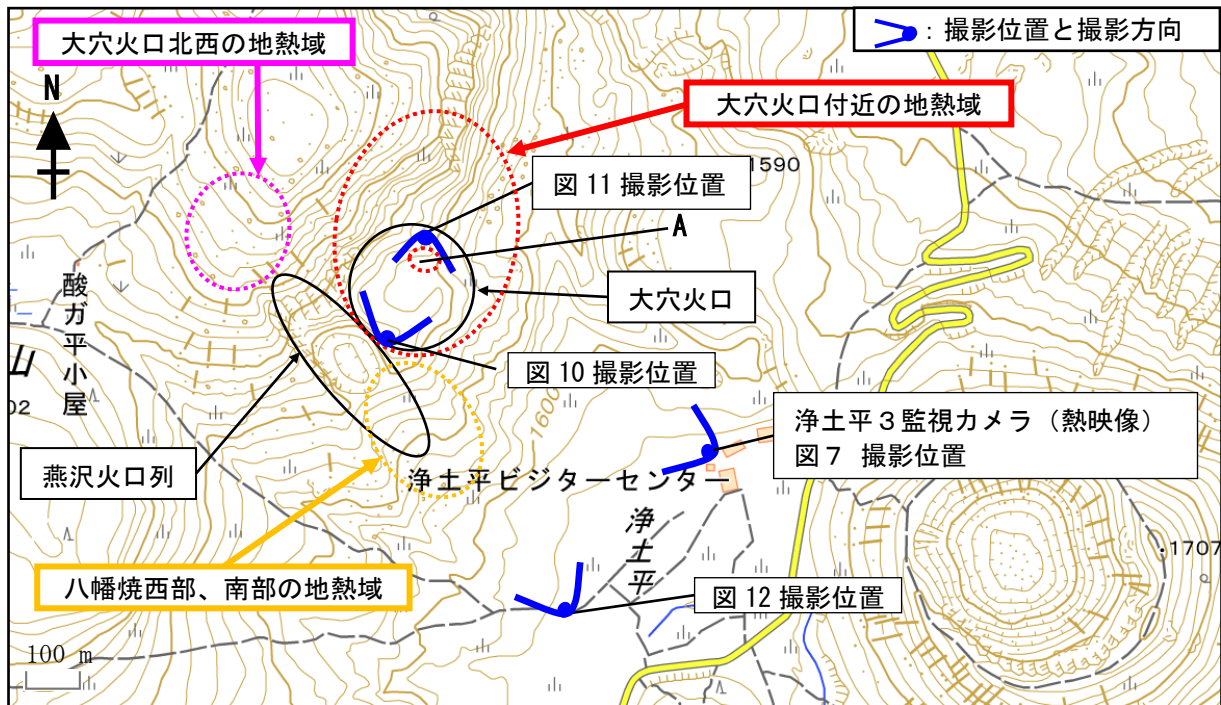 大穴火口北西の地熱域
：撮影位置と撮影方向
N
大穴火口付近の地熱域
1590
図 11 撮影位置
A
大穴火口
酸ガ平小屋
山
02
図 10 撮影位置
1600
浄土平３監視カメラ（熱映像）
図７ 撮影位置
燕沢火口列
浄土平ビジターセンター
浄土平
1707
八幡焼西部、南部の地熱域
図 12 撮影位置
100 m